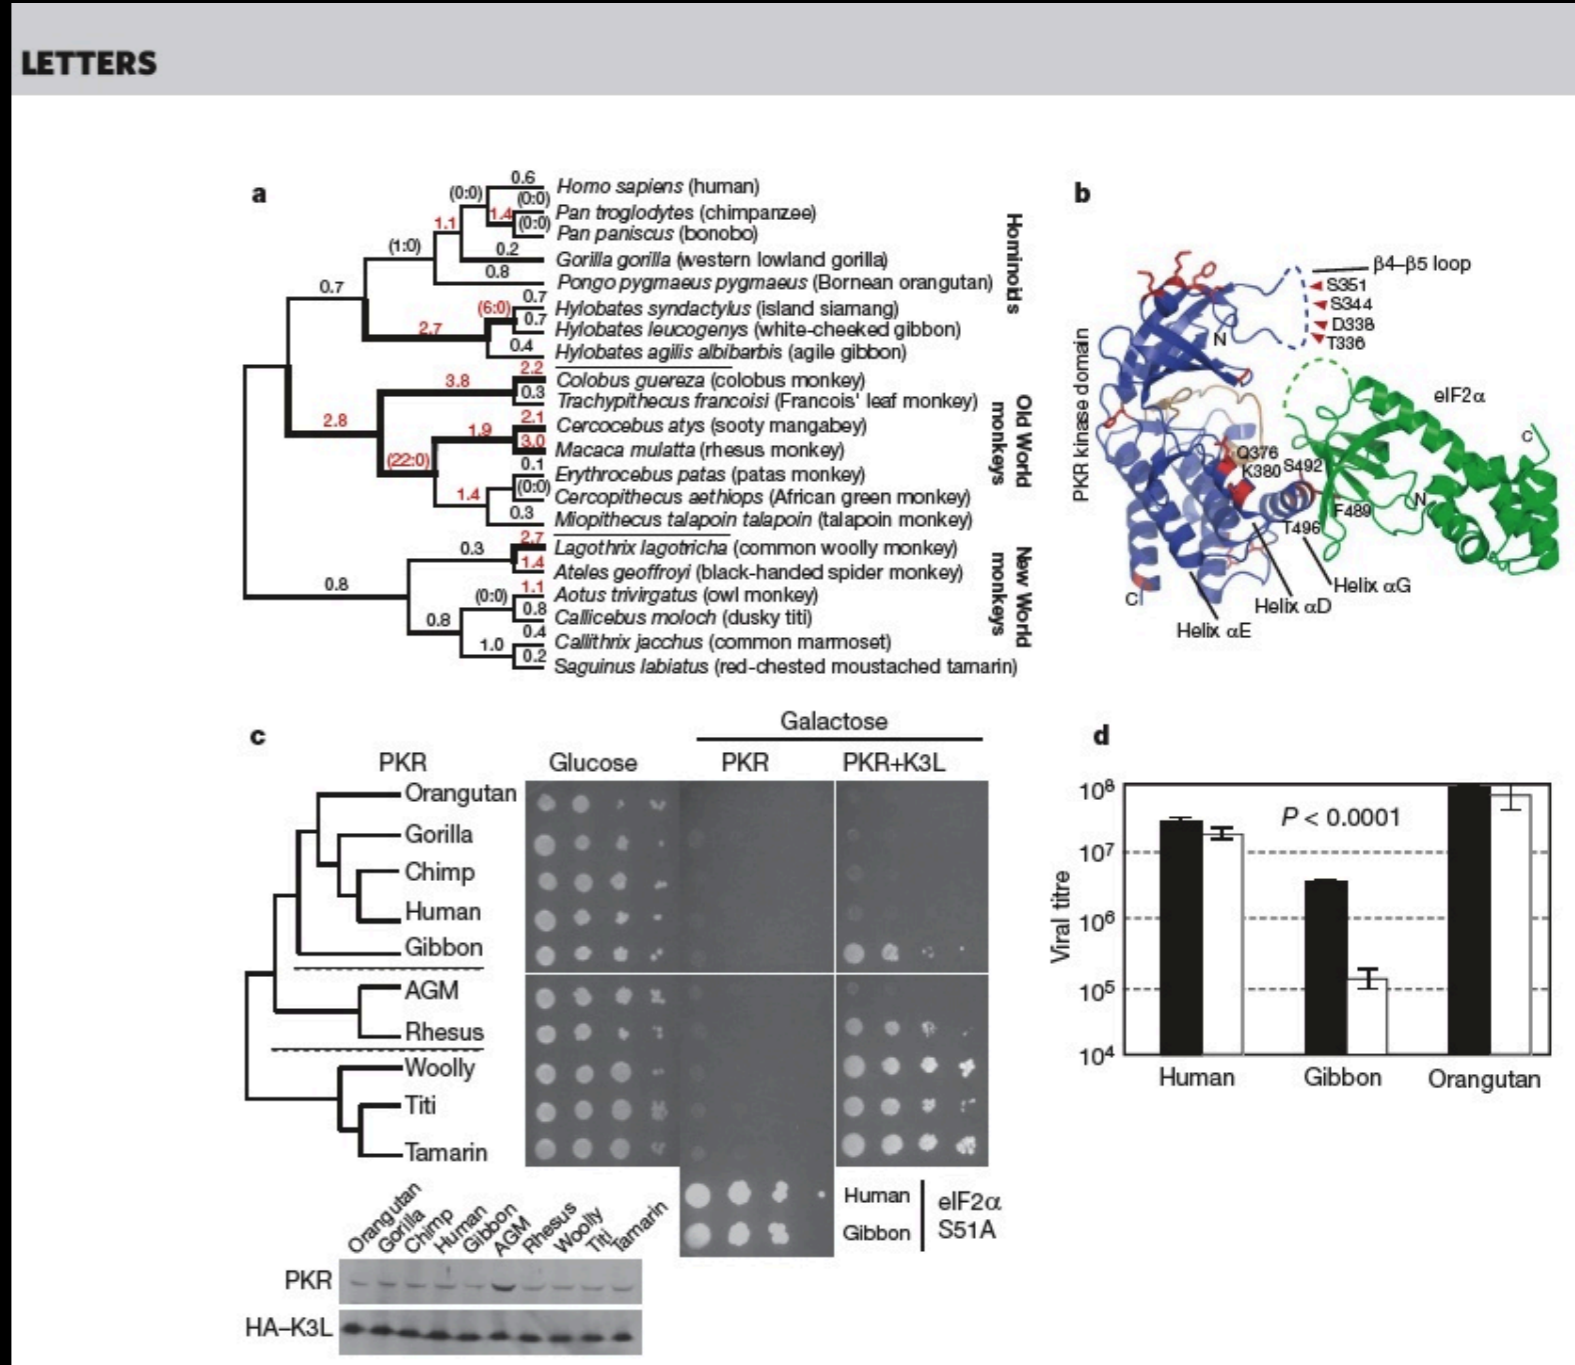 LETTERS
a
0.6
Homo sapiens (human)
(0:0)
(0:0)
1.4
Pan troglodytes (chimpanzee)
(0:0)
Pan paniscus (bonobo)
1.1
0.2
Gorilla gorilla (western lowland gorilla)
(1:0)
0.8
Pongo pygmaeus pygmaeus (Bornean orangutan)
0.7
0.7
Hylobates syndactylus (island siamang)
(6:0)
0.7
Hylobates leucogenys (white-cheeked gibbon)
2.7
0.4
Hylobates agilis albibarbis (agile gibbon)
2.2
Colobus guereza (colobus monkey)
3.8
0.3
Trachypithecus francoisi (Francois' leaf monkey)
2.8
2.1
Cercocebus atys (sooty mangabey)
1.9
3.0
Macaca mulatta (rhesus monkey)
(22:0)
0.1
Erythrocebus patas (patas monkey)
(0:0)
Cercopithecus aethiops (African green monkey)
1.4
0.3
Miopithecus talapoin talapoin (talapoin monkey)
2.7
Lagothrix lagotricha (common woolly monkey)
0.3
1.4
Ateles geoffroyi (black-handed spider monkey)
0.8
1.1
Aotus trivirgatus (owl monkey)
(0:0)
0.8
Callicebus moloch (dusky titi)
0.8
0.4
Callithrix jacchus (common marmoset)
1.0
0.2
Saguinus labiatus (red-chested moustached tamarin)
Hominoids
Old World
monkeys
New World
monkeys
b
β4–β5 loop
S351
S344
D338
T336
N
PKR kinase domain
eIF2α
C
Q376
K380
S492
N
F489
T496
Helix αG
C
Helix αD
Helix αE
c
Galactose
PKR
Glucose
PKR
PKR+K3L
Orangutan
Gorilla
Chimp
Human
Gibbon
AGM
Rhesus
Woolly
Titi
Tamarin
Human
Gibbon
eIF2α
S51A
Orangutan
Gorilla
Chimp
Human
Gibbon
AGM
Rhesus
Woolly
Titi
Tamarin
PKR
HA–K3L
d
P < 0.0001
Viral titre
10⁸
10⁷
10⁶
10⁵
10⁴
Human
Gibbon
Orangutan